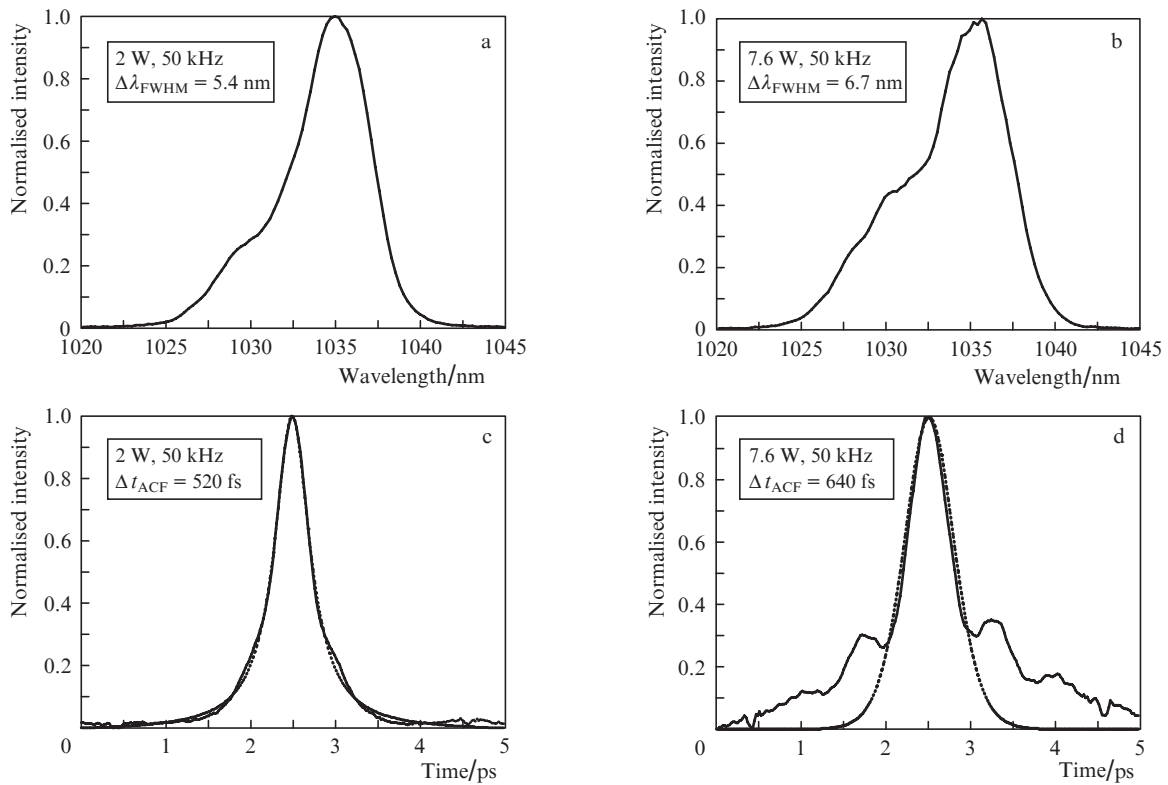 Normalised intensity
1.0
0.8
0.6
0.4
0.2
0
a
2 W, 50 kHz
Δλ_FWHM = 5.4 nm
1020 1025 1030 1035 1040 1045
Wavelength/nm
Normalised intensity
1.0
0.8
0.6
0.4
0.2
0
b
7.6 W, 50 kHz
Δλ_FWHM = 6.7 nm
1020 1025 1030 1035 1040 1045
Wavelength/nm
Normalised intensity
1.0
0.8
0.6
0.4
0.2
0
c
2 W, 50 kHz
Δt_ACF = 520 fs
1 2 3 4 5
Time/ps
Normalised intensity
1.0
0.8
0.6
0.4
0.2
0
d
7.6 W, 50 kHz
Δt_ACF = 640 fs
1 2 3 4 5
Time/ps